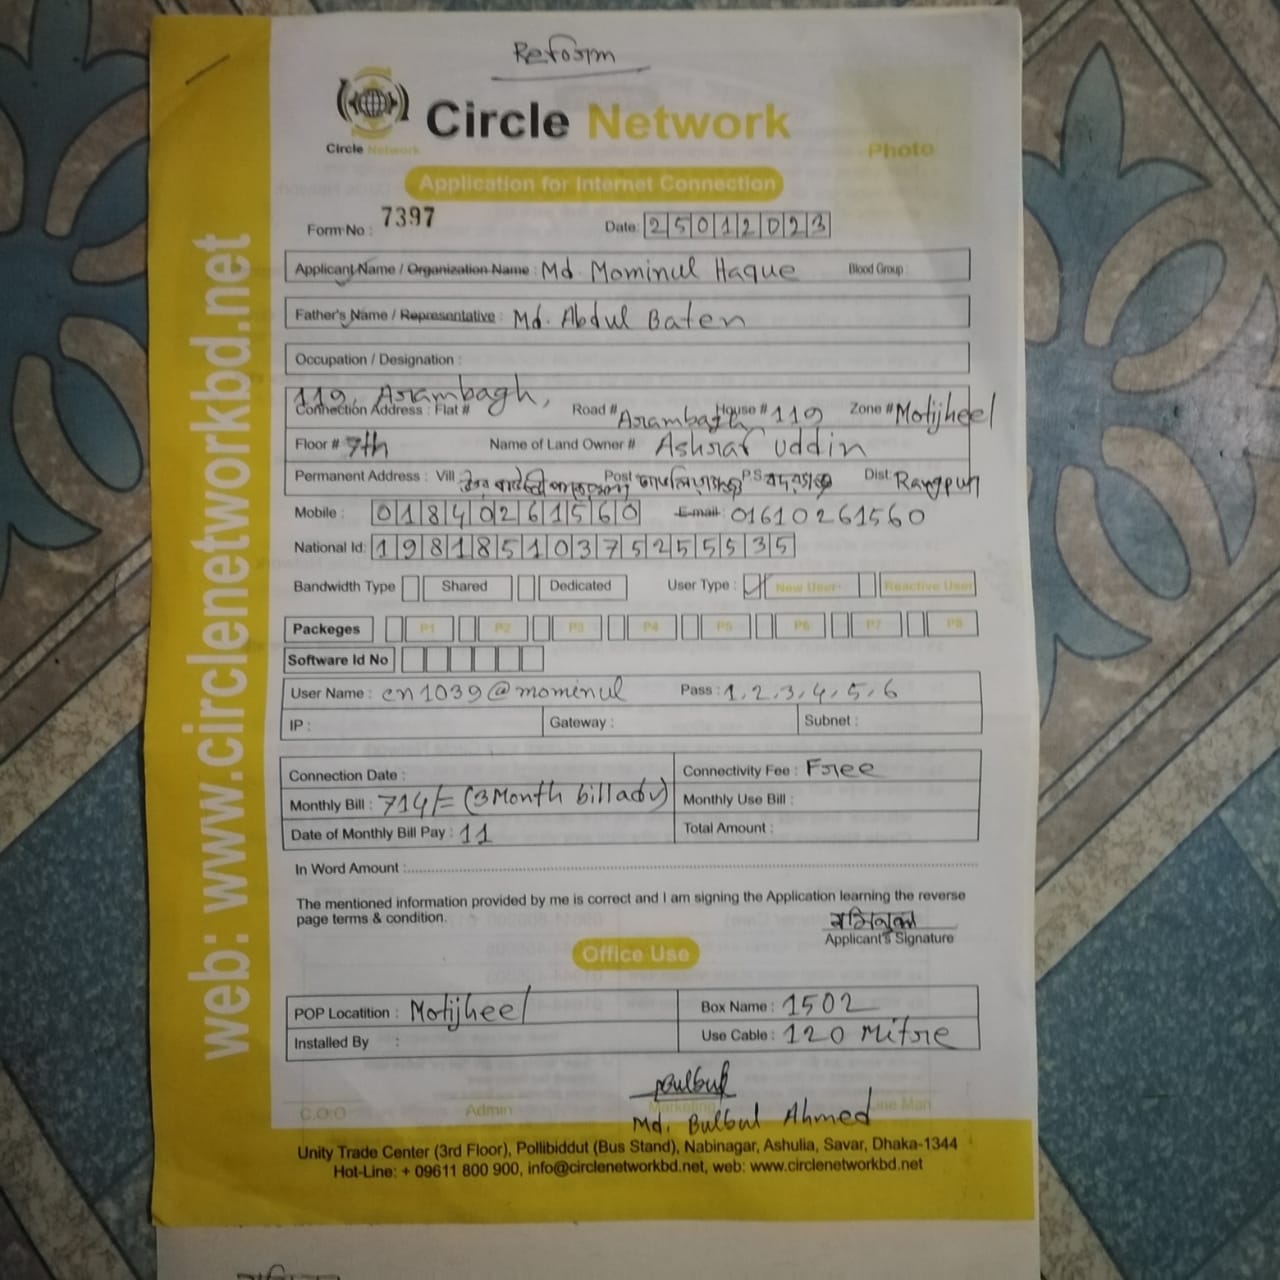 Reform
Circle Network
Circle Network
Photo
Application for Internet Connection
Form No : 7397
Date: 25012023
Applicant Name / Organization Name : Md. Mominul Haque Blood Group :
Father's Name / Representative : Md. Abdul Baten
Occupation / Designation :
119, Arambagh,
Connection Address : Flat # Road # Arambagh House # 119 Zone # Motijheel
Floor # 7th Name of Land Owner # Ashraf Uddin
Permanent Address : Vill Post P.S Dist: Rangpur
Mobile : 01840261560 E-mail: 01610261560
National Id: 19818510375255535
Bandwidth Type Shared Dedicated User Type : New User Reactive User
Packeges P1 P2 P3 P4 P5 P6 P7 P8
Software Id No
User Name : cn1039@mominul Pass : 1,2,3,4,5,6
IP : Gateway : Subnet :
Connection Date : Connectivity Fee : Free
Monthly Bill : 714/= (3 Month bill adv) Monthly Use Bill :
Date of Monthly Bill Pay : 11 Total Amount :
In Word Amount :
The mentioned information provided by me is correct and I am signing the Application learning the reverse
page terms & condition.
মমিনুল
Applicant's Signature
Office Use
POP Locatition : Motijheel Box Name : 1502
Installed By : Use Cable : 120 Mitre
Bulbul
C.O.O Admin Marketing Line Man
Md. Bulbul Ahmed
Unity Trade Center (3rd Floor), Pollibiddut (Bus Stand), Nabinagar, Ashulia, Savar, Dhaka-1344
Hot-Line: + 09611 800 900, info@circlenetworkbd.net, web: www.circlenetworkbd.net
web: www.circlenetworkbd.net